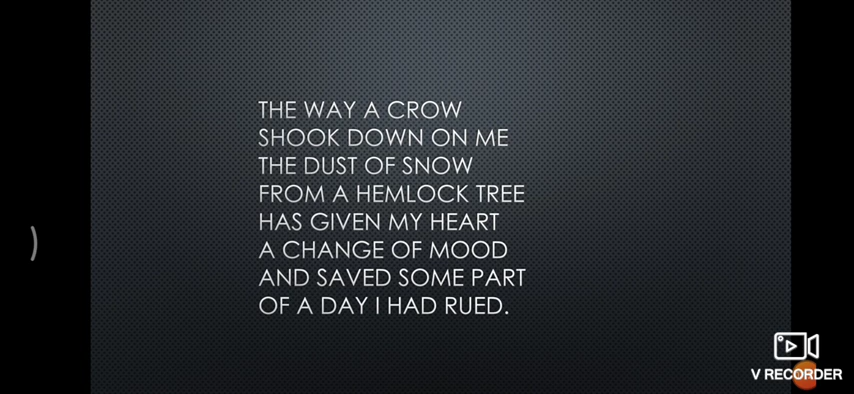 THE WAY A CROW
SHOOK DOWN ON ME
THE DUST OF SNOW
FROM A HEMLOCK TREE
HAS GIVEN MY HEART
A CHANGE OF MOOD
AND SAVED SOME PART
OF A DAY I HAD RUED.
V RECORDER